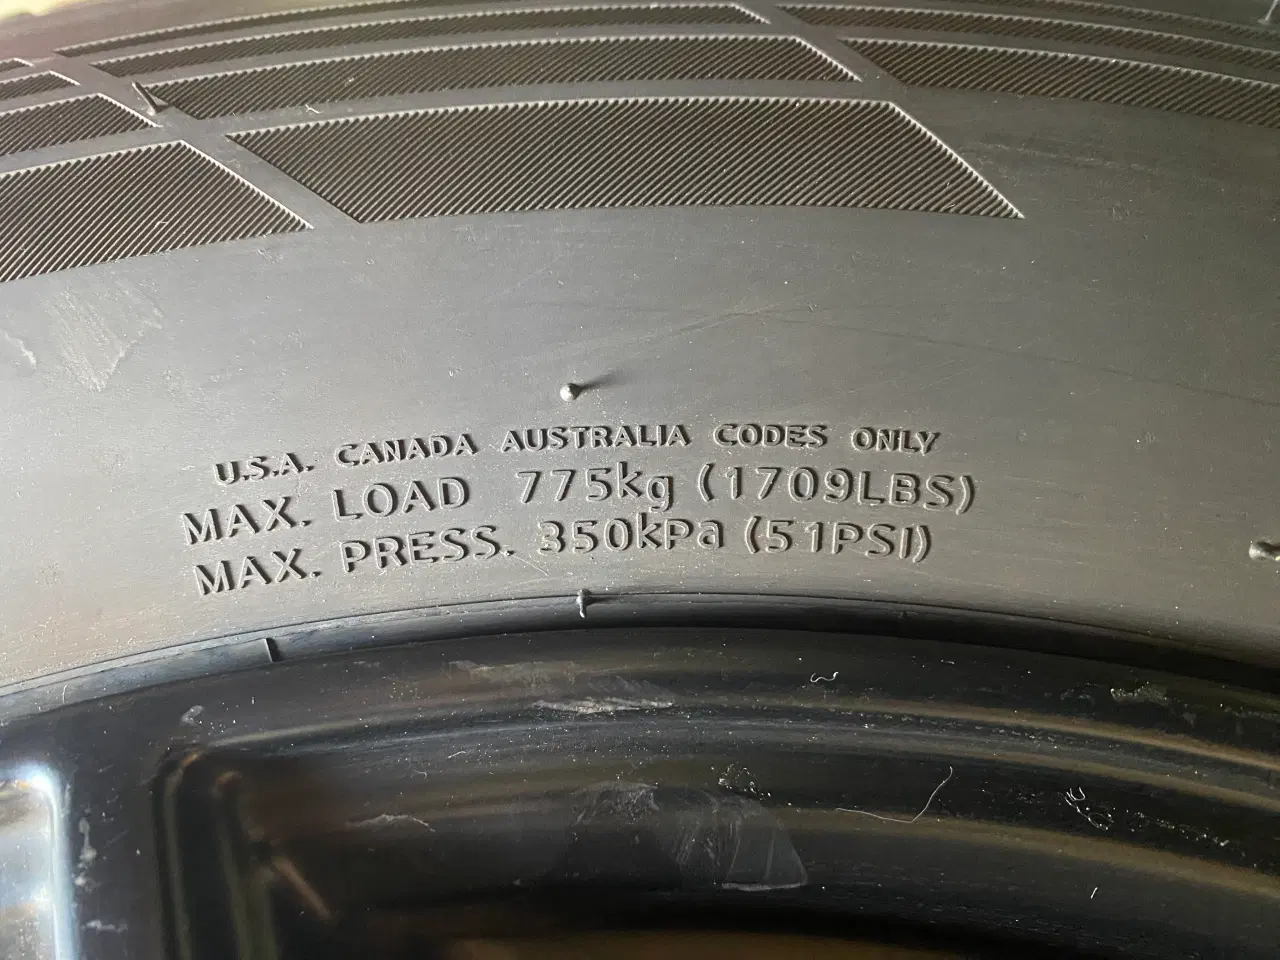 U.S.A. CANADA AUSTRALIA CODES ONLY
MAX. LOAD 775kg (1709LBS)
MAX. PRESS. 350kPa (51PSI)